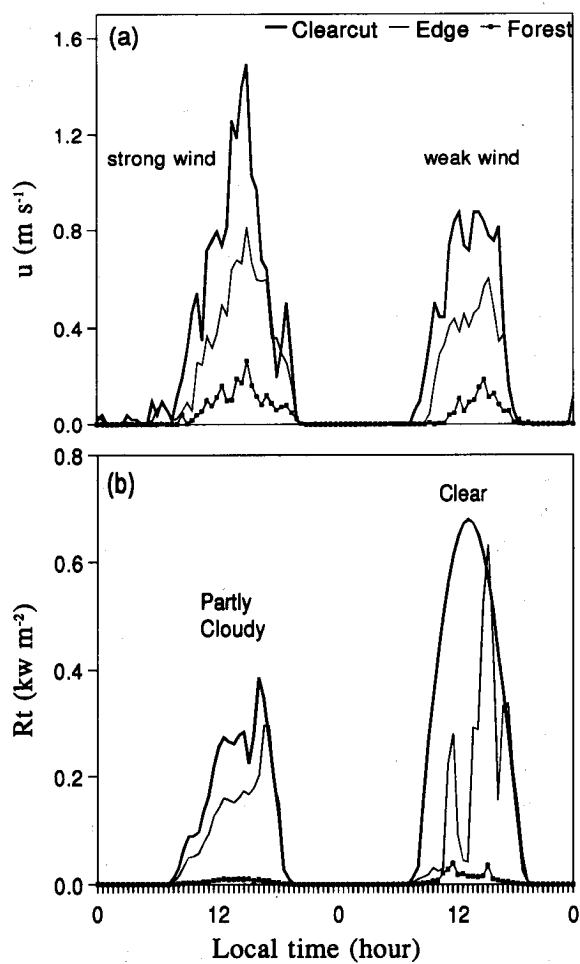 (a)
Clearcut Edge Forest
1.6
1.2
0.8
0.4
0.0
u (m s⁻¹)
strong wind
weak wind
(b)
0.8
0.6
0.4
0.2
0.0
Rt (kw m⁻²)
Partly
Cloudy
Clear
0 12 0 12 0
Local time (hour)